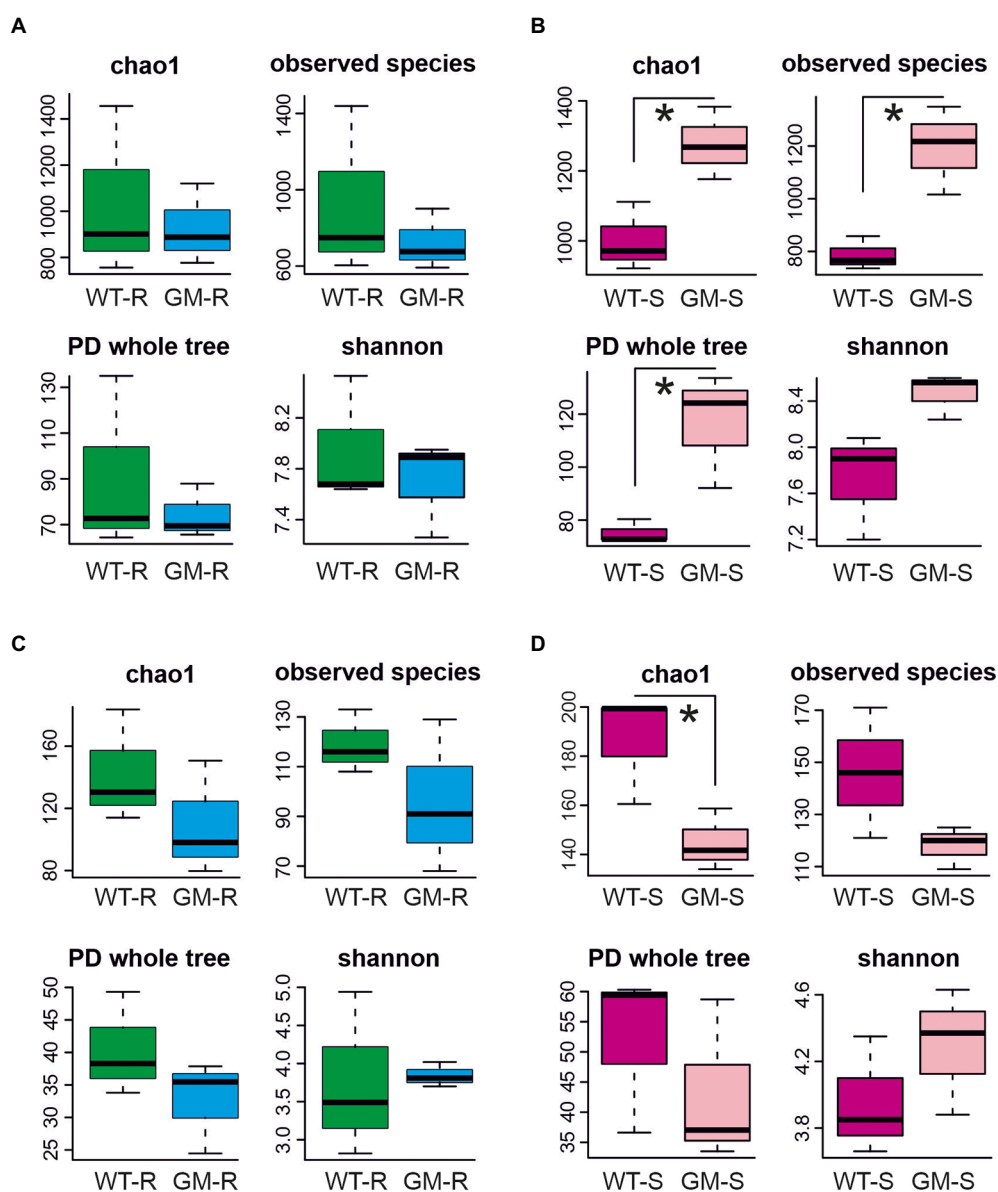 A
chao1
800 900 1000 1200 1400
WT-R GM-R
observed species
600 1000 1400
WT-R GM-R
PD whole tree
70 90 110 130
WT-R GM-R
shannon
7.4 7.8 8.2
WT-R GM-R
B
chao1
1000 1200 1400
*
WT-S GM-S
observed species
800 1000 1200
*
WT-S GM-S
PD whole tree
80 100 120
*
WT-S GM-S
shannon
7.2 7.6 8.0 8.4
WT-S GM-S
C
chao1
80 120 160
WT-R GM-R
observed species
70 90 110 130
WT-R GM-R
PD whole tree
25 30 35 40 45 50
WT-R GM-R
shannon
3.0 3.5 4.0 4.5 5.0
WT-R GM-R
D
chao1
140 160 180 200
*
WT-S GM-S
observed species
110 130 150 170
WT-S GM-S
PD whole tree
35 40 45 50 55 60
WT-S GM-S
shannon
3.8 4.2 4.6
WT-S GM-S